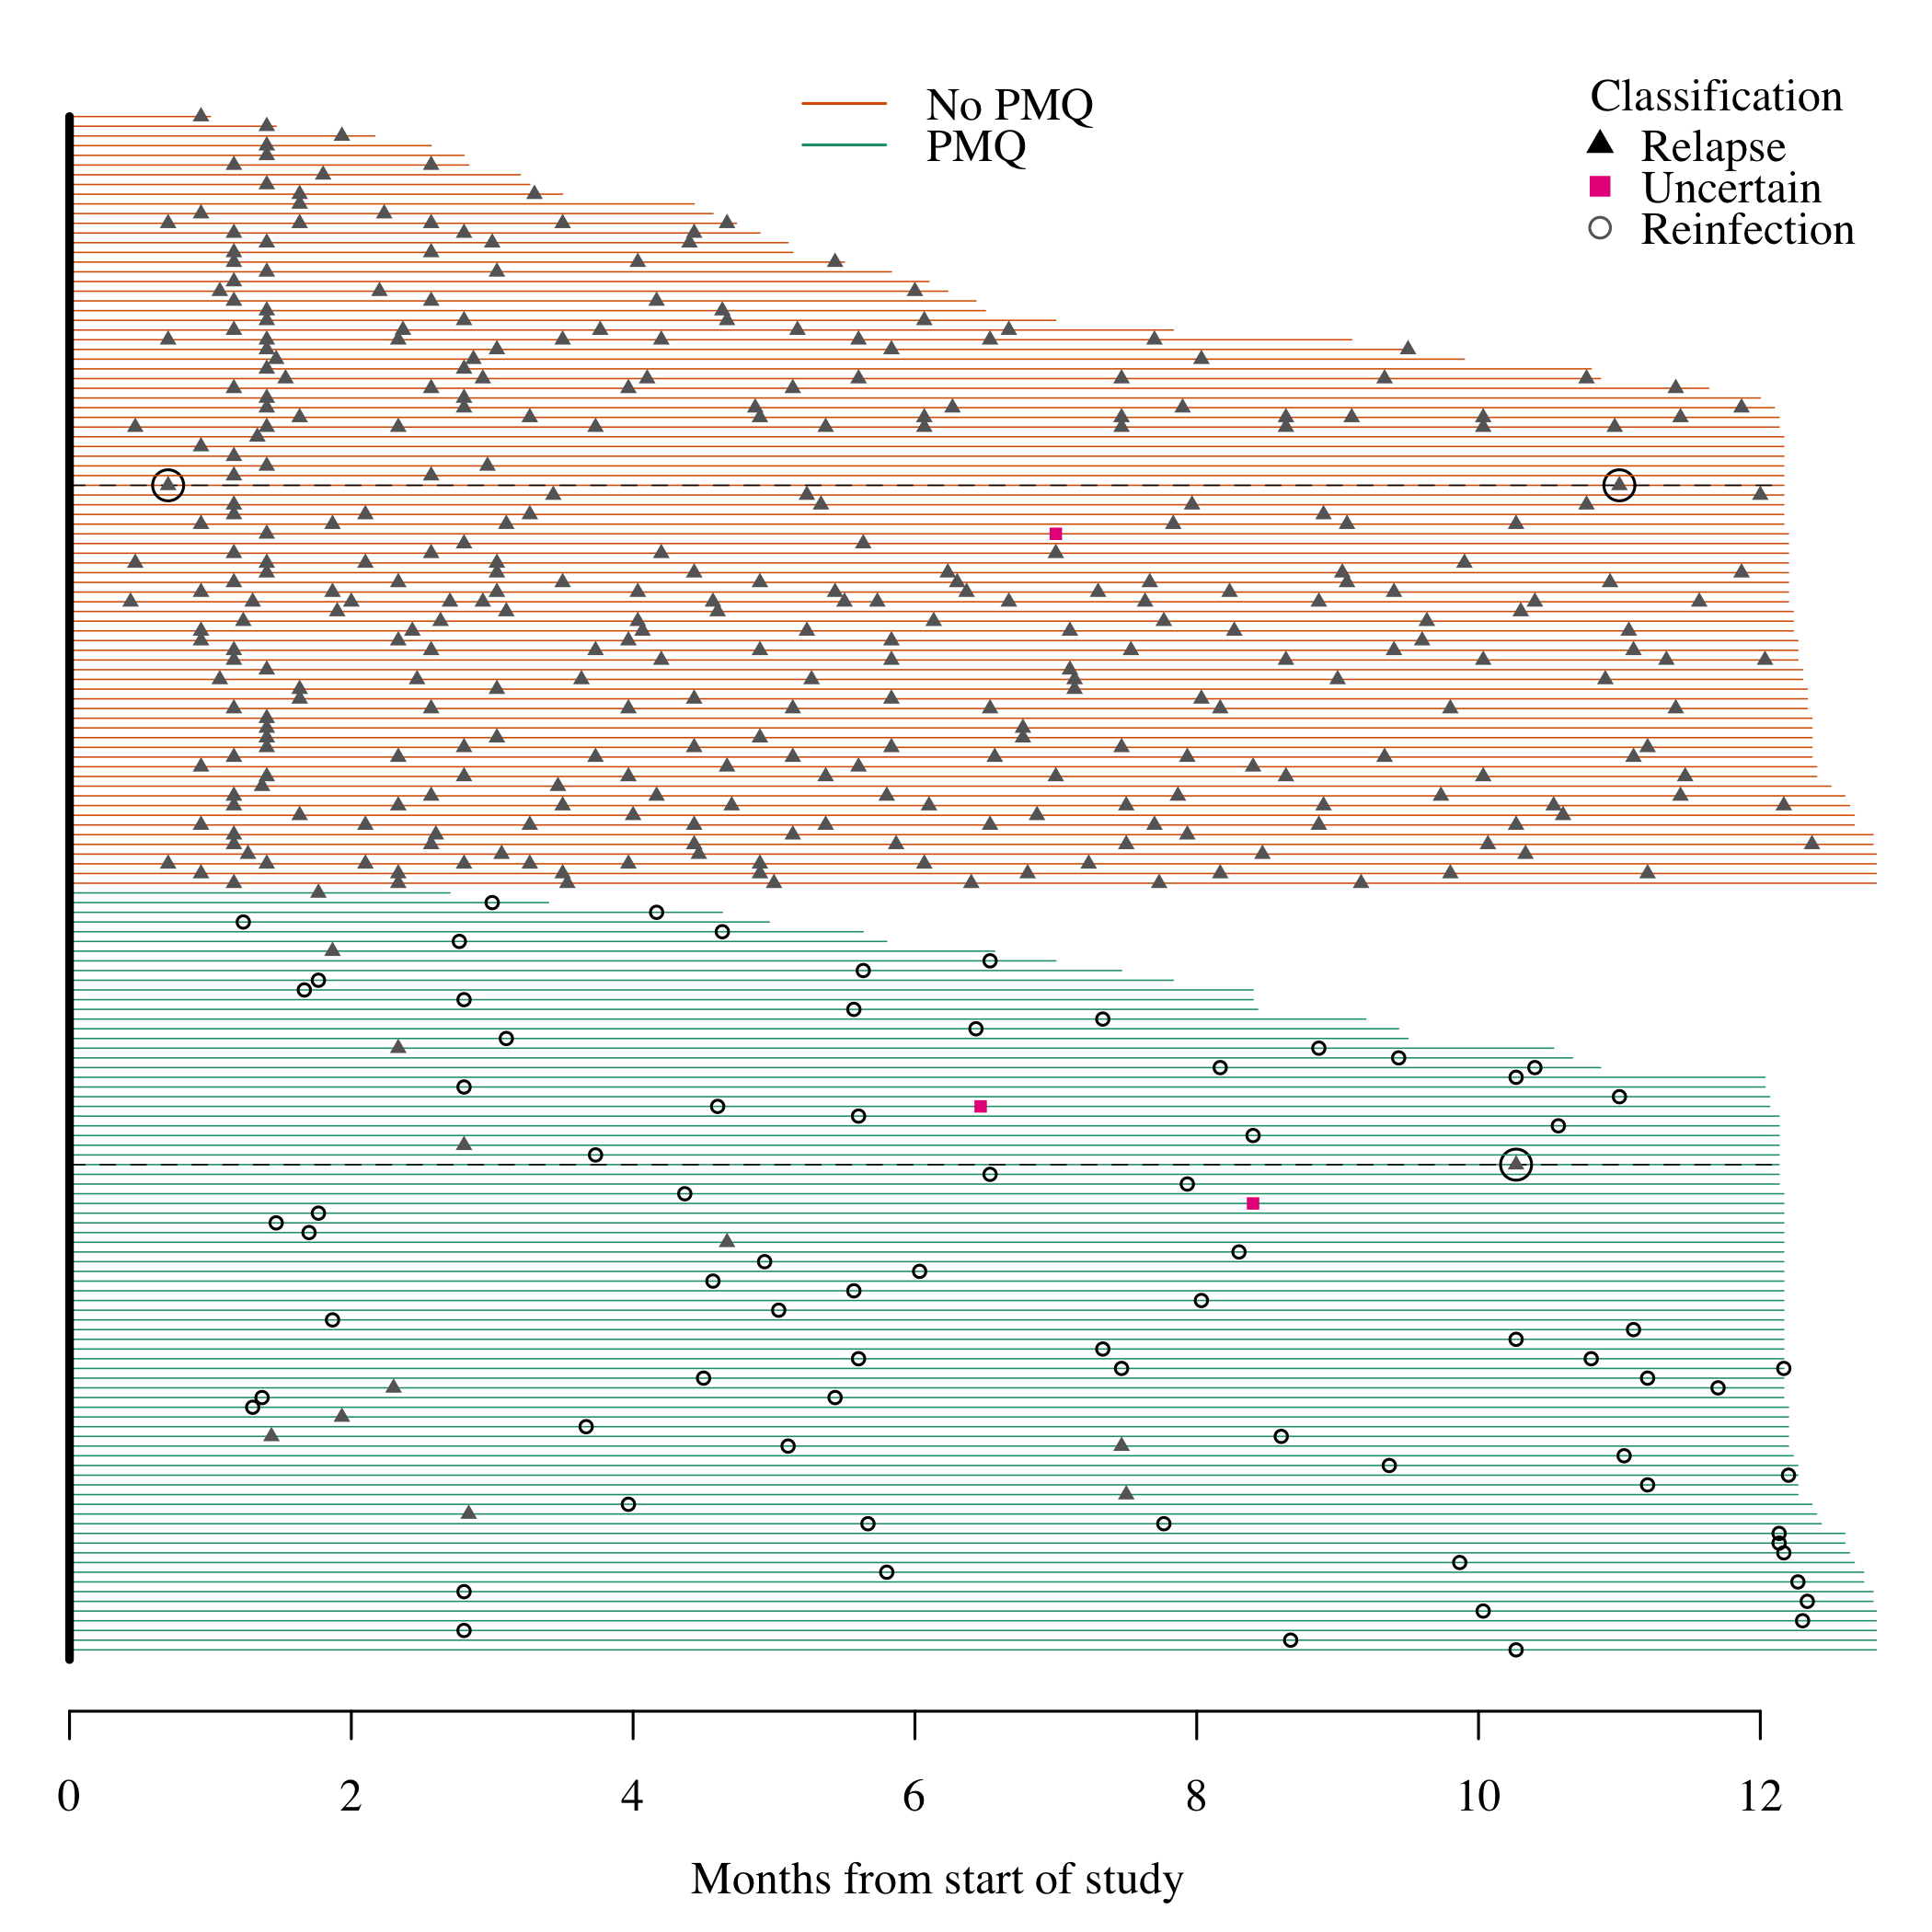 No PMQ
PMQ
Classification
Relapse
Uncertain
Reinfection
0 2 4 6 8 10 12
Months from start of study